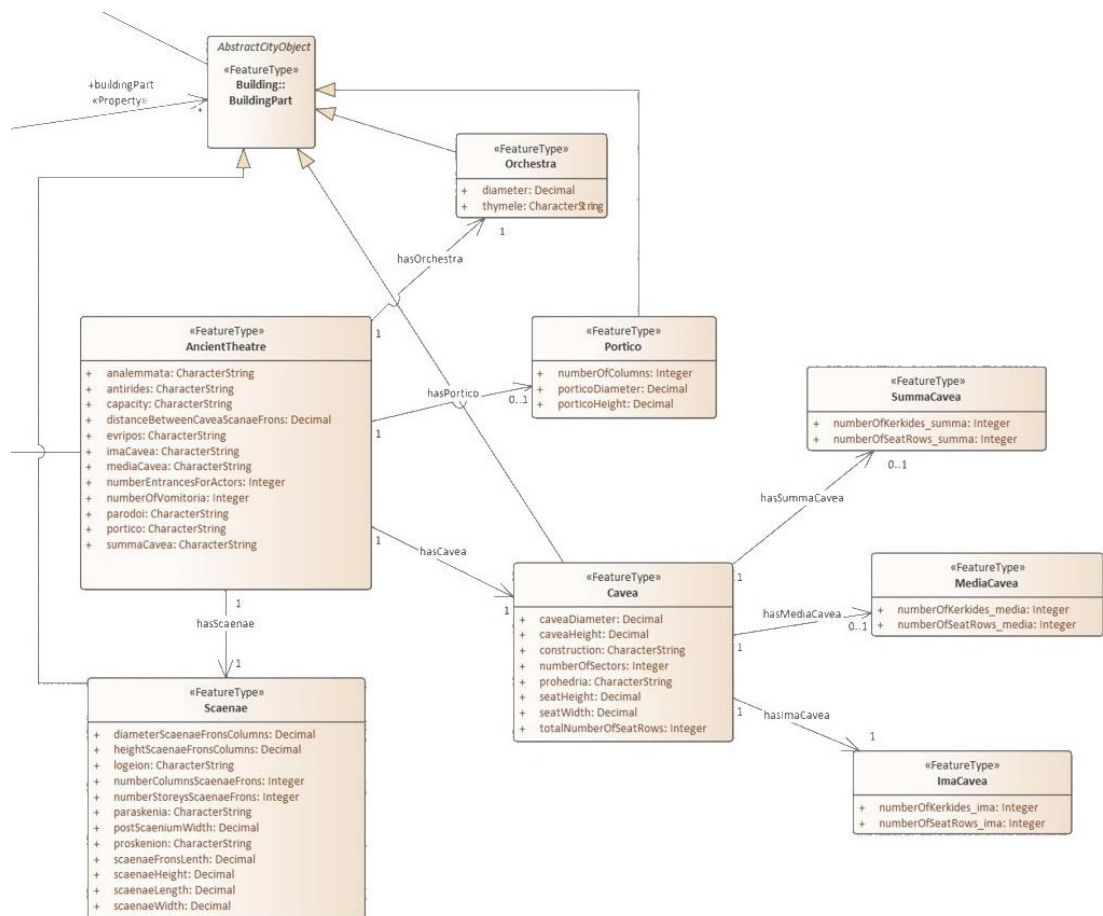 AbstractCityObject
«FeatureType»
Building::
BuildingPart
+buildingPart
«Property»
*
«FeatureType»
Orchestra
+ diameter: Decimal
+ thymele: CharacterString
1
hasOrchestra
1
«FeatureType»
AncientTheatre
+ analemmata: CharacterString
+ antirides: CharacterString
+ capacity: CharacterString
+ distanceBetweenCaveaScanaeFrons: Decimal
+ evripos: CharacterString
+ imaCavea: CharacterString
+ mediaCavea: CharacterString
+ numberEntrancesForActors: Integer
+ numberOfVomitoria: Integer
+ parodoi: CharacterString
+ portico: CharacterString
+ summaCavea: CharacterString
hasPortico
0..1
1
«FeatureType»
Portico
+ numberOfColumns: Integer
+ porticoDiameter: Decimal
+ porticoHeight: Decimal
«FeatureType»
SummaCavea
+ numberOfKerkides_summa: Integer
+ numberOfSeatRows_summa: Integer
0..1
hasSummaCavea
1
1
hasCavea
1
«FeatureType»
Cavea
+ caveaDiameter: Decimal
+ caveaHeight: Decimal
+ construction: CharacterString
+ numberOfSectors: Integer
+ prohedria: CharacterString
+ seatHeight: Decimal
+ seatWidth: Decimal
+ totalNumberOfSeatRows: Integer
«FeatureType»
MediaCavea
+ numberOfKerkides_media: Integer
+ numberOfSeatRows_media: Integer
hasMediaCavea
0..1
1
1
hasImaCavea
1
«FeatureType»
ImaCavea
+ numberOfKerkides_ima: Integer
+ numberOfSeatRows_ima: Integer
1
hasScaenae
1
«FeatureType»
Scaenae
+ diameterScaenaeFronsColumns: Decimal
+ heightScaenaeFronsColumns: Decimal
+ logeion: CharacterString
+ numberColumnsScaenaeFrons: Integer
+ numberStoreysScaenaeFrons: Integer
+ paraskenia: CharacterString
+ postScaeniumWidth: Decimal
+ proskenion: CharacterString
+ scaenaeFronsLenth: Decimal
+ scaenaeHeight: Decimal
+ scaenaeLength: Decimal
+ scaenaeWidth: Decimal